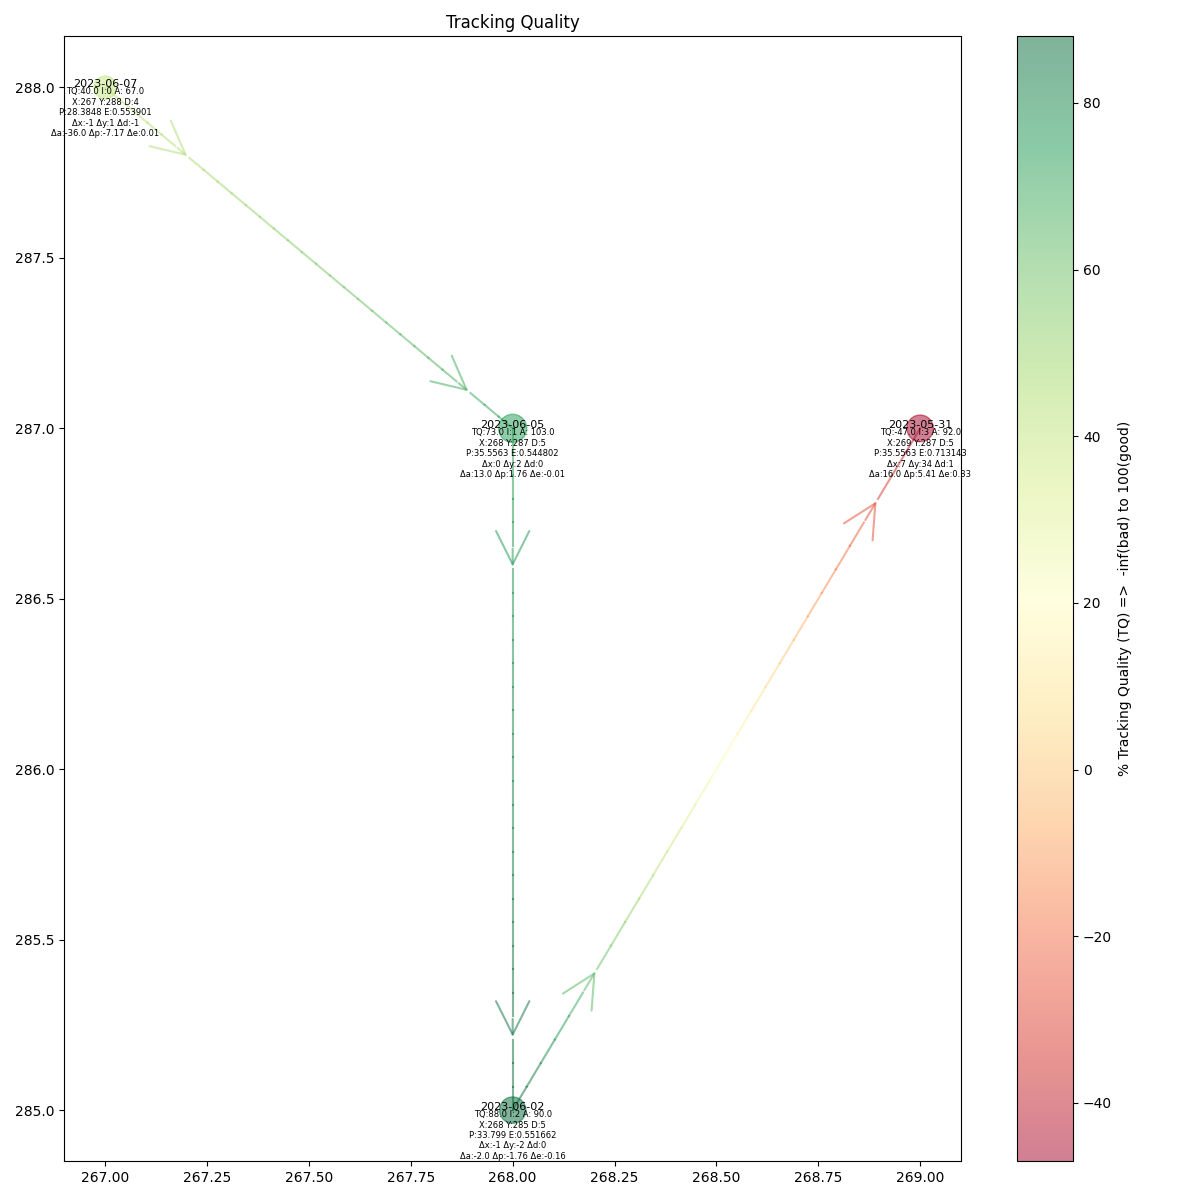 Tracking Quality
288.0
287.5
287.0
286.5
286.0
285.5
285.0
2023-06-07
TQ:40.0 I:0 A: 67.0
X:267 Y:288 D:4
P:28.3848 E:0.553901
Δx:-1 Δy:1 Δd:-1
Δa:-36.0 Δp:-7.17 Δe:0.01
2023-06-05
TQ:73.0 I:1 A: 103.0
X:268 Y:287 D:5
P:35.5563 E:0.544802
Δx:0 Δy:2 Δd:0
Δa:13.0 Δp:1.76 Δe:-0.01
2023-05-31
TQ:-47.0 I:3 A: 92.0
X:269 Y:287 D:5
P:35.5563 E:0.713143
Δx:7 Δy:34 Δd:1
Δa:16.0 Δp:5.41 Δe:0.33
2023-06-02
TQ:88.0 I:2 A: 90.0
X:268 Y:285 D:5
P:33.799 E:0.551662
Δx:-1 Δy:-2 Δd:0
Δa:-2.0 Δp:-1.76 Δe:-0.16
267.00 267.25 267.50 267.75 268.00 268.25 268.50 268.75 269.00
80
60
40
20
0
−20
−40
% Tracking Quality (TQ) => -inf(bad) to 100(good)